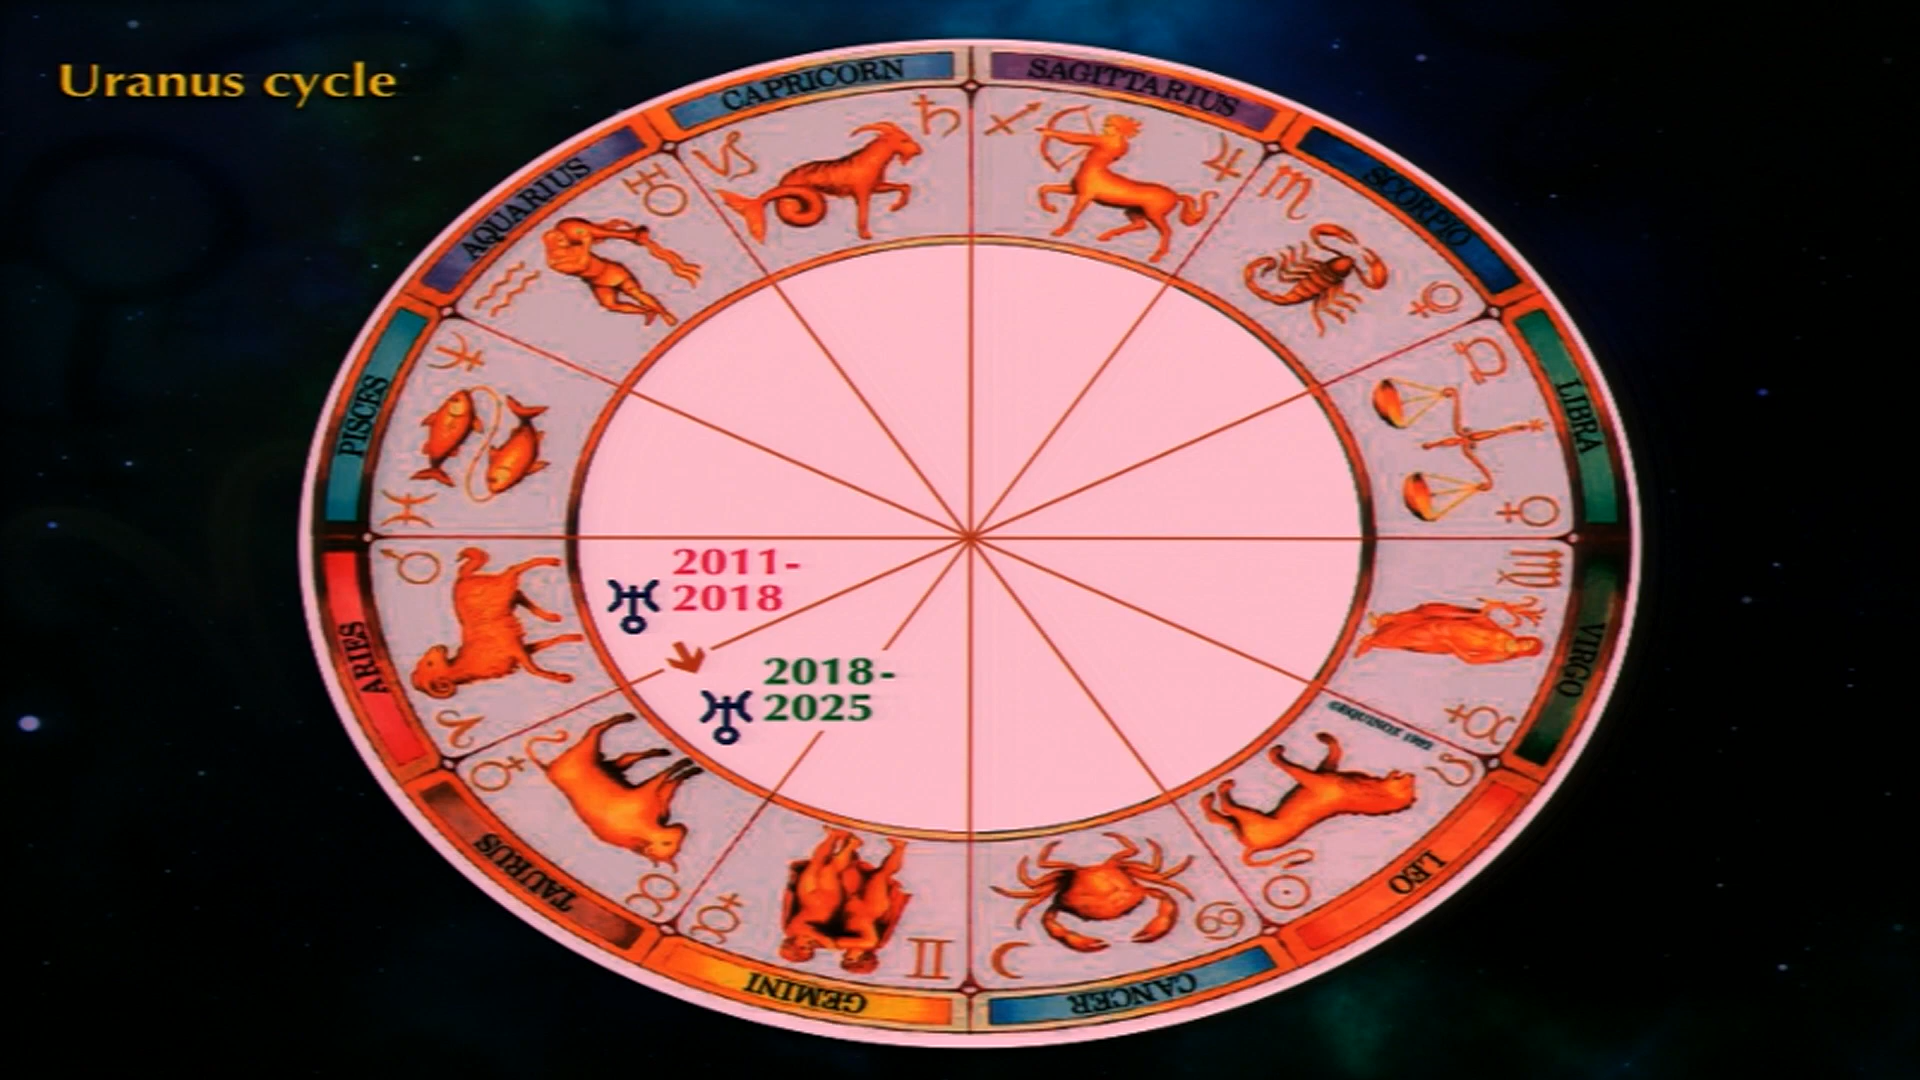 Uranus cycle
CAPRICORN
SAGITTARIUS
AQUARIUS
SCORPIO
PISCES
LIBRA
2011-
2018
ARIES
VIRGO
2018-
2025
TAURUS
LEO
GEMINI
CANCER